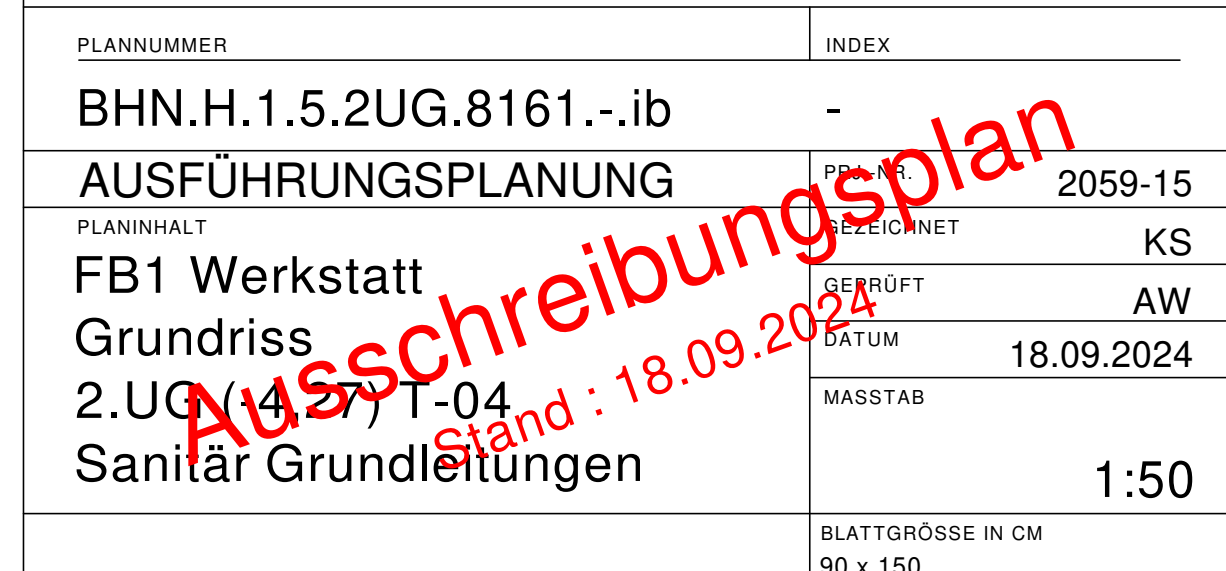 PLANNUMMER
INDEX
BHN.H.1.5.2UG.8161.-.ib
-
AUSFÜHRUNGSPLANUNG
PRJ.-NR.
2059-15
PLANINHALT
GEZEICHNET
KS
FB1 Werkstatt
GEPRÜFT
AW
Grundriss
DATUM
18.09.2024
2.UG (-4,27) T-04
MASSTAB
Sanitär Grundleitungen
1:50
Ausschreibungsplan
Stand : 18.09.2024
BLATTGRÖSSE IN CM
90 x 150